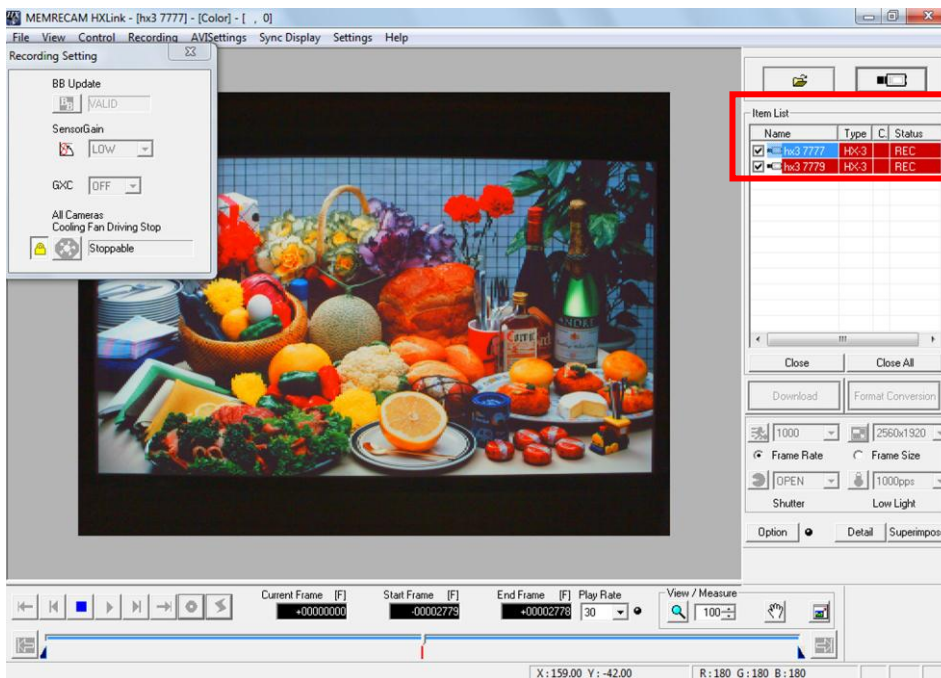 MEMRECAM HXLink - [hx3 7777] - [Color] - [ , 0]
File View Control Recording AVISettings Sync Display Settings Help
Recording Setting
BB Update
VALID
SensorGain
LOW
GXC OFF
All Cameras
Cooling Fan Driving Stop
Stoppable
ANDRE
Item List
Name Type C. Status
hx3 7777 HX-3 REC
hx3 7779 HX-3 REC
Close Close All
Download Format Conversion
1000 2560x1920
Frame Rate Frame Size
OPEN 1000pps
Shutter Low Light
Option Detail Superimpos
Current Frame [F] Start Frame [F] End Frame [F] Play Rate View / Measure
+00000000 -00002779 +00002778 30 100
X : 159.00 Y : -42.00 R : 180 G : 180 B : 180